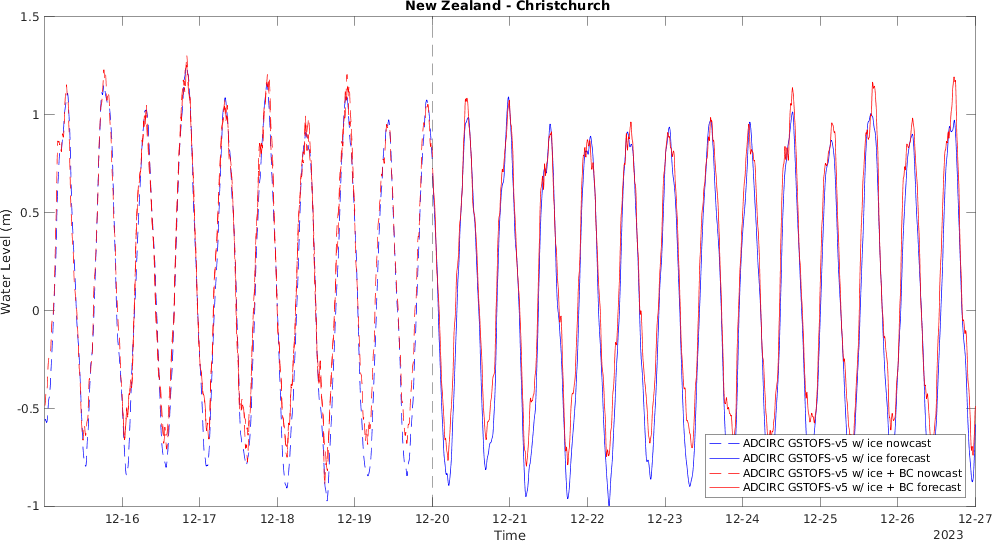 New Zealand - Christchurch
1.5
1
0.5
0
-0.5
-1
Water Level (m)
12-16 12-17 12-18 12-19 12-20 12-21 12-22 12-23 12-24 12-25 12-26 12-27
Time
2023
ADCIRC GSTOFS-v5 w/ ice nowcast
ADCIRC GSTOFS-v5 w/ ice forecast
ADCIRC GSTOFS-v5 w/ ice + BC nowcast
ADCIRC GSTOFS-v5 w/ ice + BC forecast